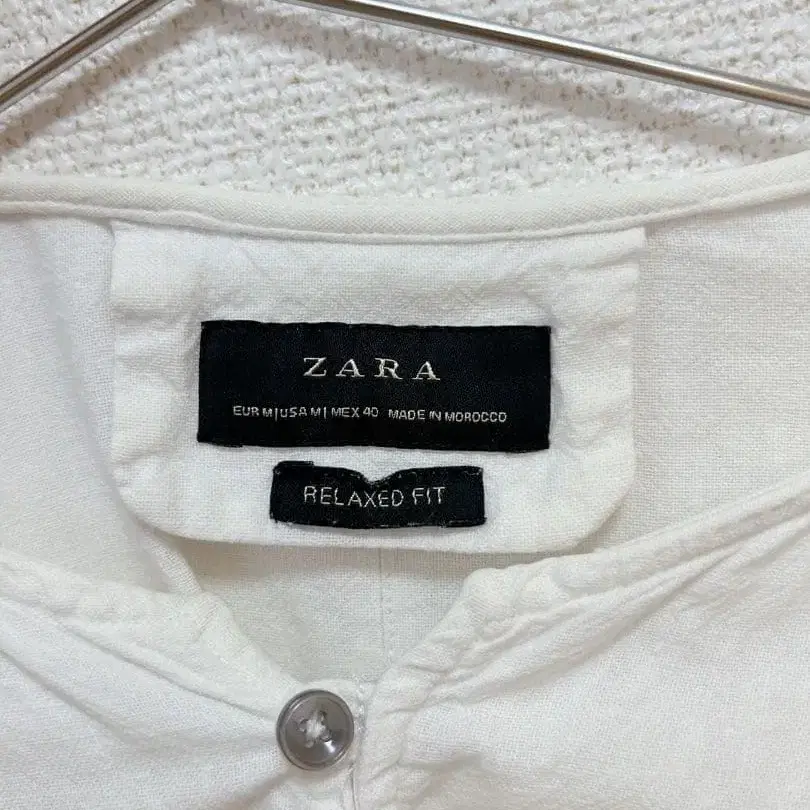 ZARA
EUR M|USA M| MEX 40 MADE IN MOROCCO
RELAXED FIT